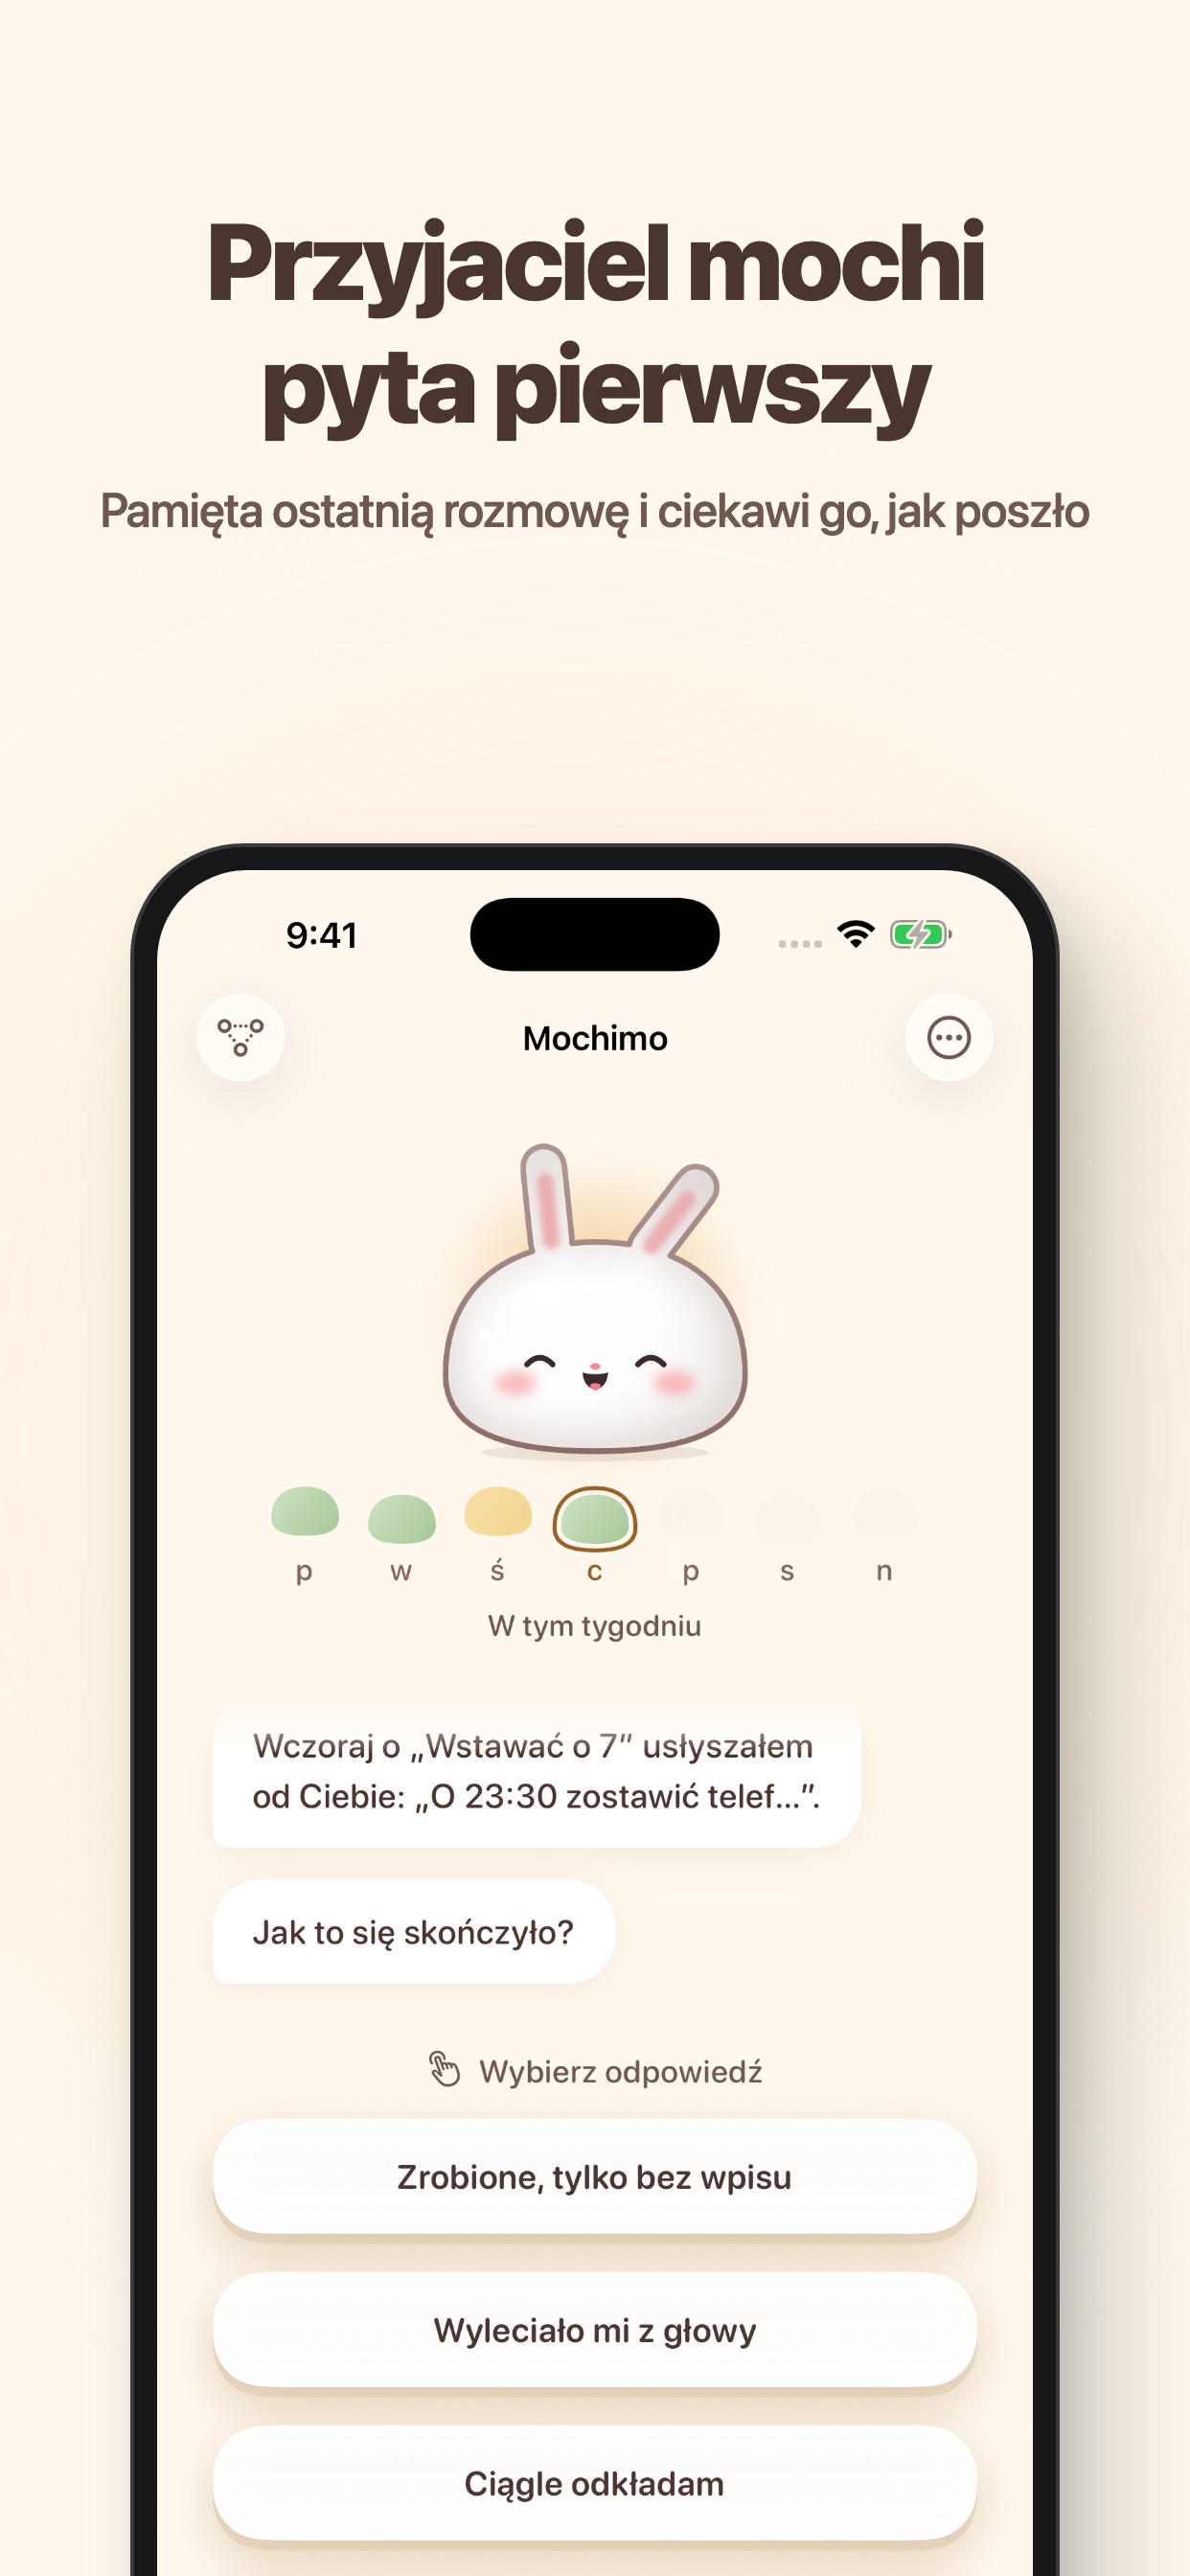 Przyjaciel mochi
pyta pierwszy
Pamięta ostatnią rozmowę i ciekawi go, jak poszło
9:41
Mochimo
p w ś c p s n
W tym tygodniu
Wczoraj o „Wstawać o 7” usłyszałem
od Ciebie: „O 23:30 zostawić telef...”.
Jak to się skończyło?
Wybierz odpowiedź
Zrobione, tylko bez wpisu
Wyleciało mi z głowy
Ciągle odkładam